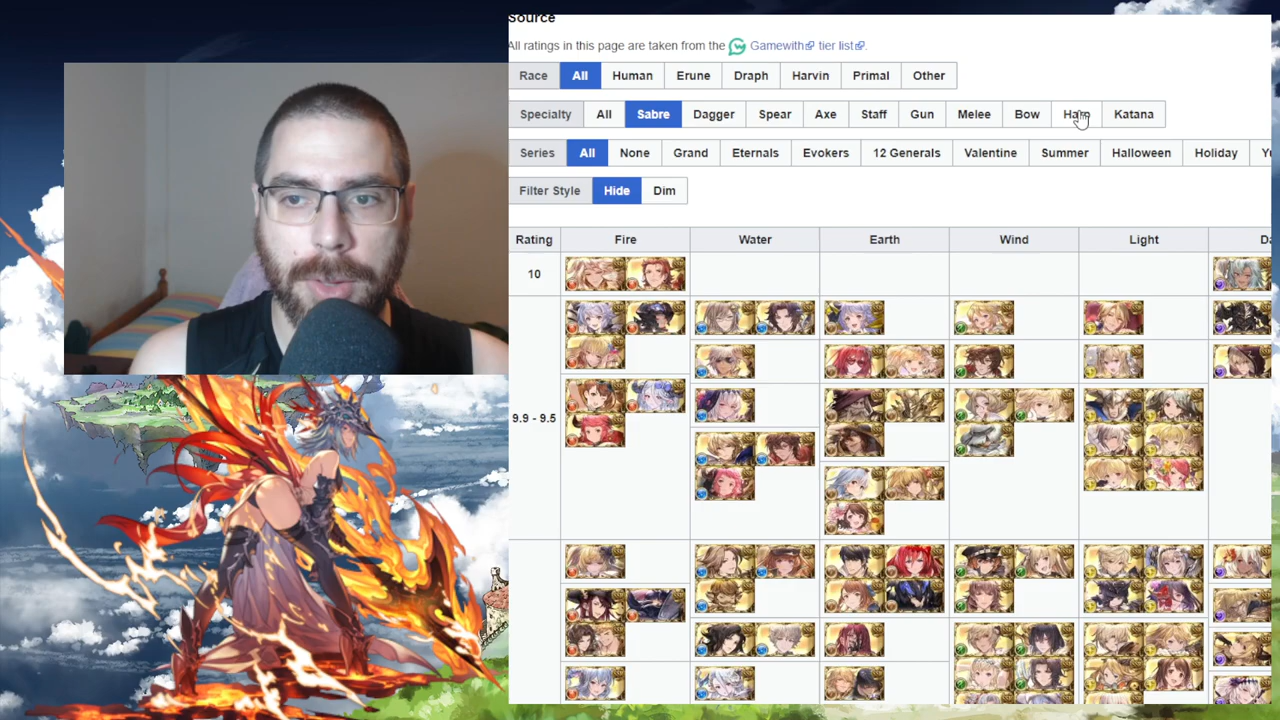 Source
All ratings in this page are taken from the Gamewith tier list.
Race All Human Erune Draph Harvin Primal Other
Specialty All Sabre Dagger Spear Axe Staff Gun Melee Bow Katana
Series All None Grand Eternals Evokers 12 Generals Valentine Summer Halloween Holiday
Filter Style Hide Dim
Rating Fire Water Earth Wind Light
10
9.9 - 9.5